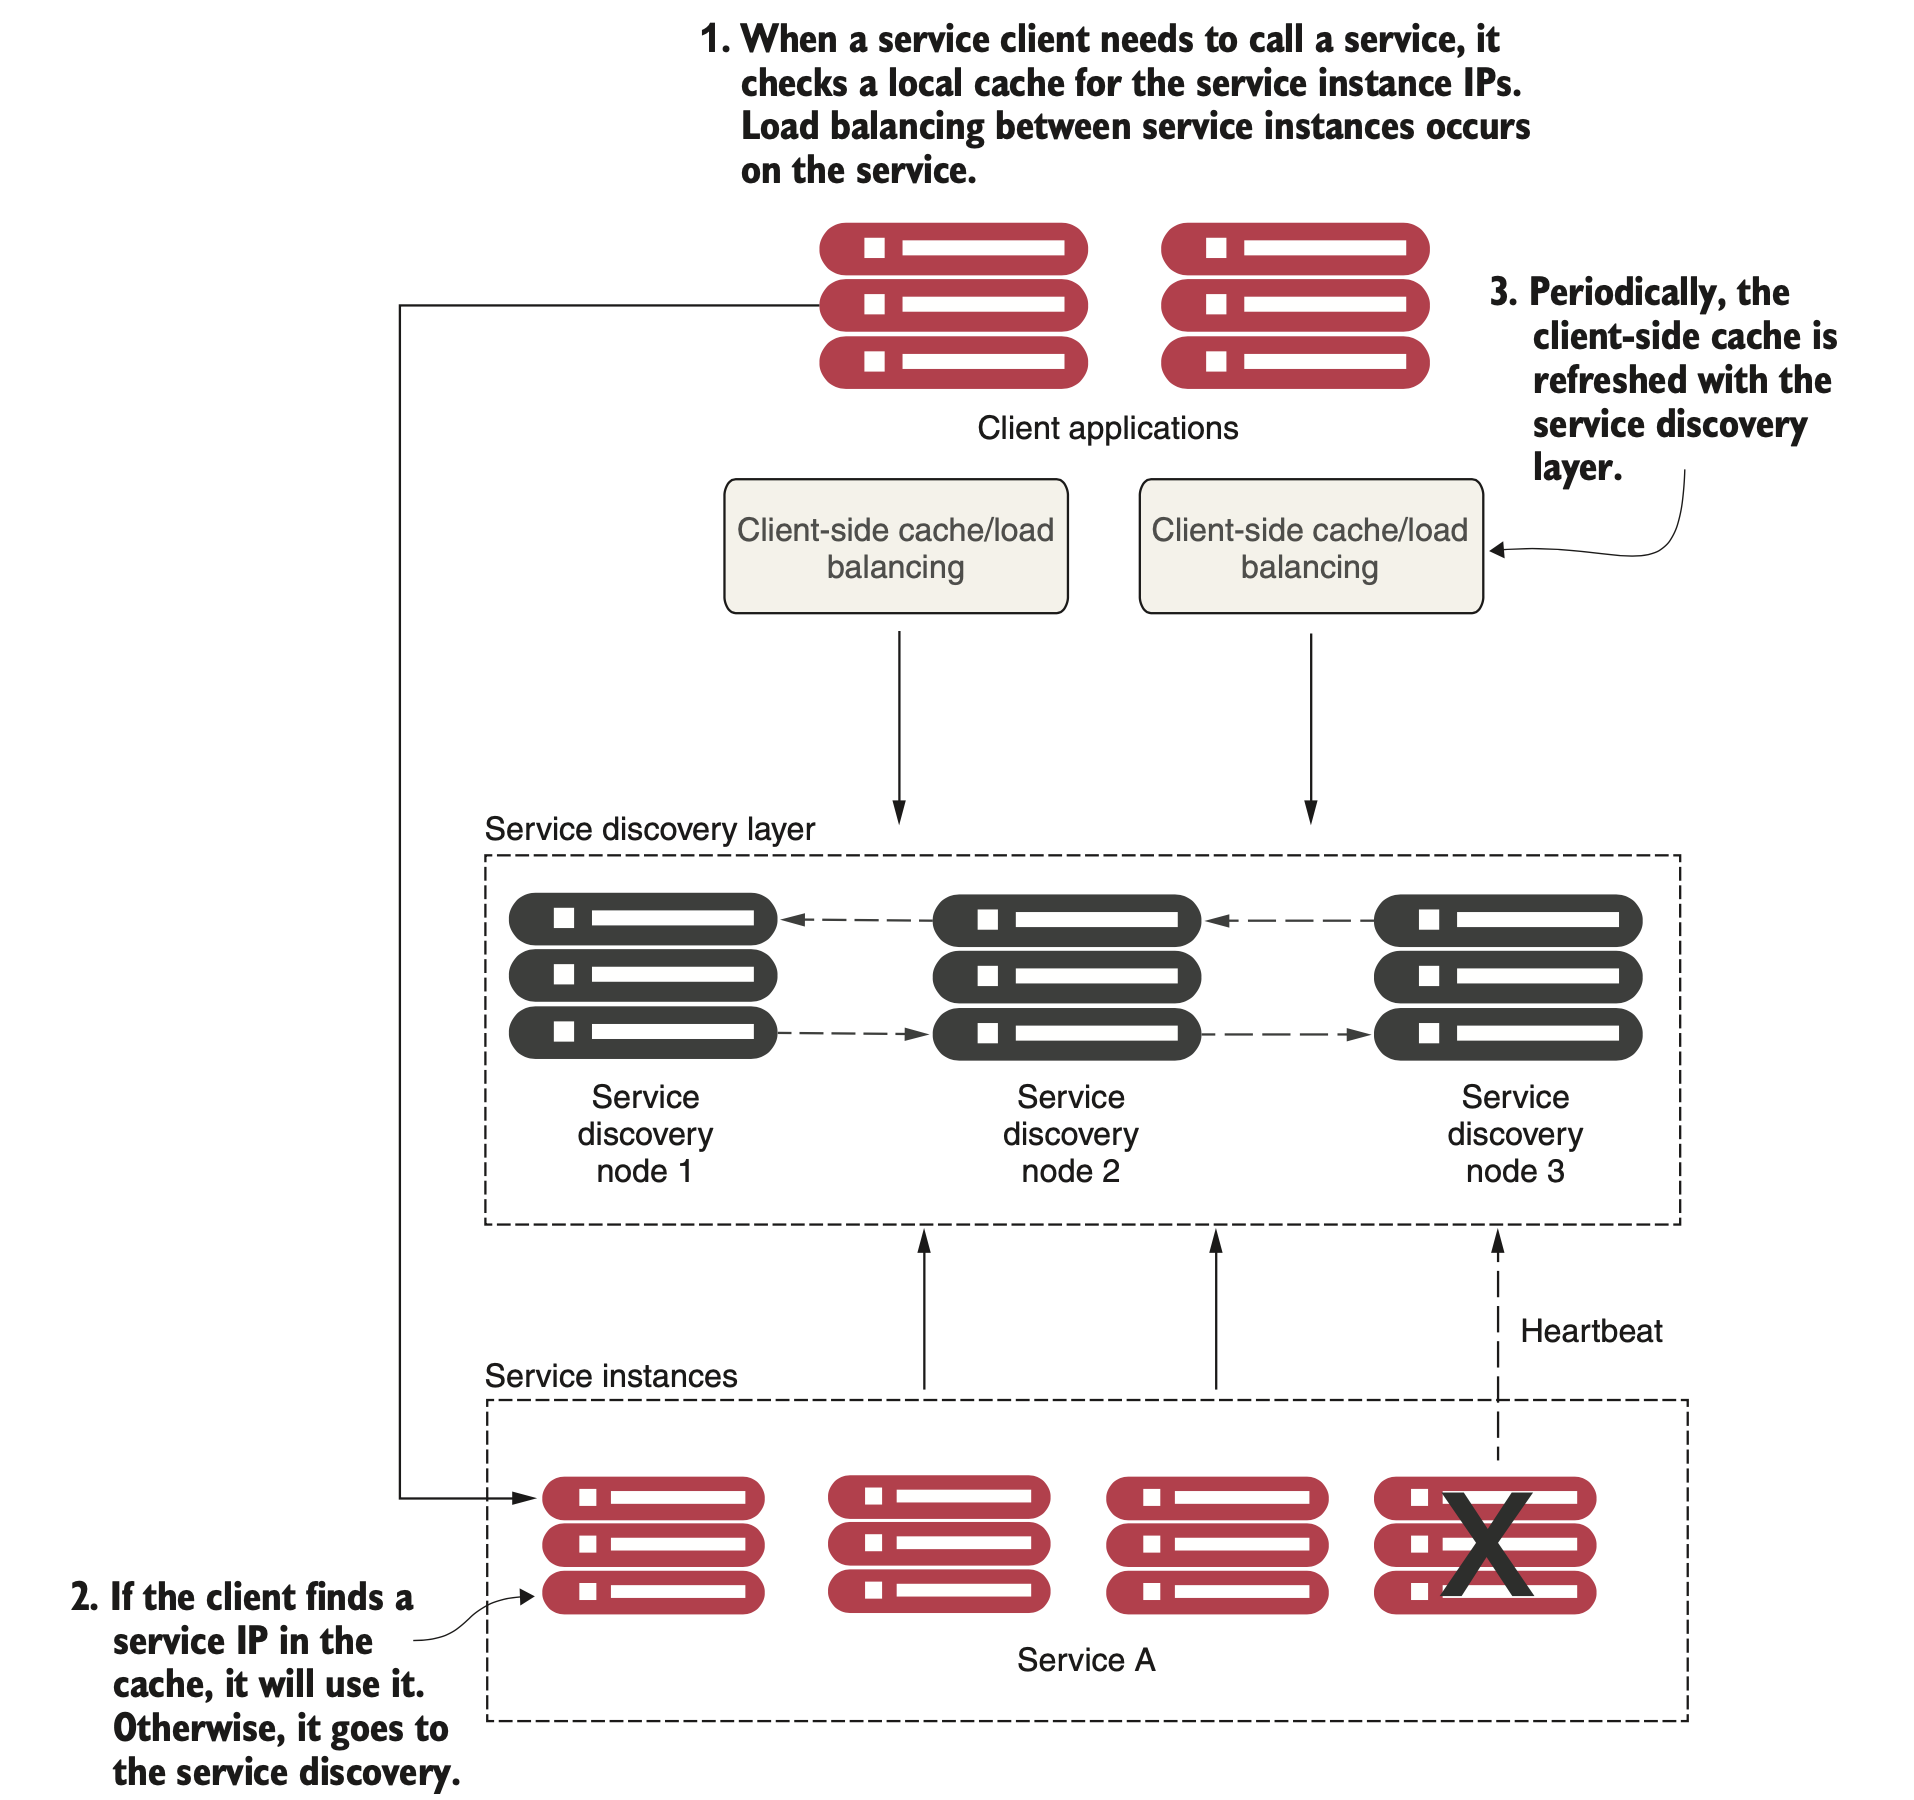 1. When a service client needs to call a service, it
checks a local cache for the service instance IPs.
Load balancing between service instances occurs
on the service.
3. Periodically, the
client-side cache is
refreshed with the
service discovery
layer.
Client applications
Client-side cache/load
balancing
Client-side cache/load
balancing
Service discovery layer
Service
discovery
node 1
Service
discovery
node 2
Service
discovery
node 3
Heartbeat
Service instances
X
Service A
2. If the client finds a
service IP in the
cache, it will use it.
Otherwise, it goes to
the service discovery.